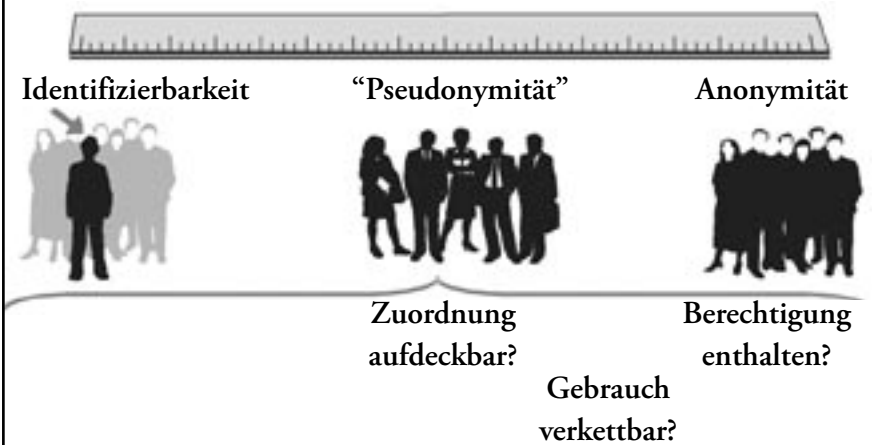 Identifizierbarkeit “Pseudonymität” Anonymität
Zuordnung
aufdeckbar?
Berechtigung
enthalten?
Gebrauch
verkettbar?